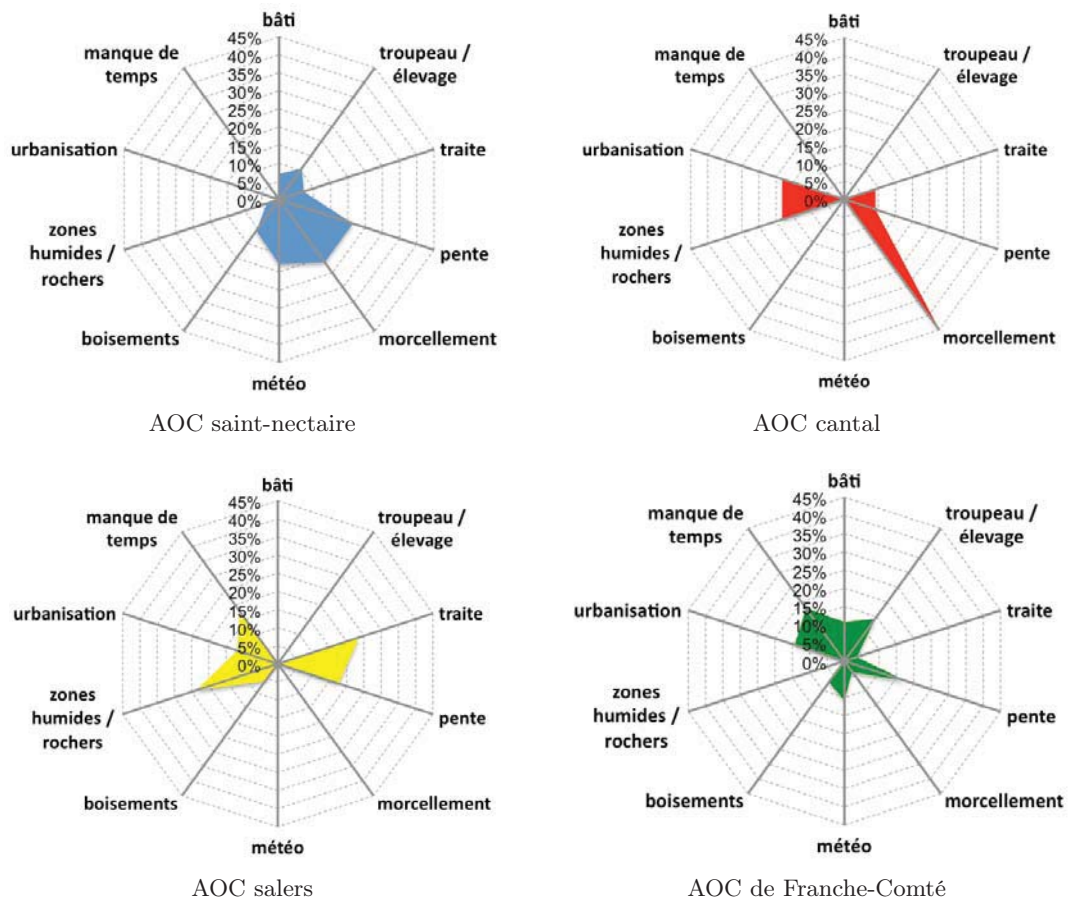 bâti
45%
40%
35%
30%
25%
20%
15%
10%
5%
0%
troupeau /
élevage
traite
pente
morcellement
météo
boisements
zones
humides /
rochers
urbanisation
manque de
temps
AOC saint-nectaire
bâti
45%
40%
35%
30%
25%
20%
15%
10%
5%
0%
troupeau /
élevage
traite
pente
morcellement
météo
boisements
zones
humides /
rochers
urbanisation
manque de
temps
AOC cantal
bâti
45%
40%
35%
30%
25%
20%
15%
10%
5%
0%
troupeau /
élevage
traite
pente
morcellement
météo
boisements
zones
humides /
rochers
urbanisation
manque de
temps
AOC salers
bâti
45%
40%
35%
30%
25%
20%
15%
10%
5%
0%
troupeau /
élevage
traite
pente
morcellement
météo
boisements
zones
humides /
rochers
urbanisation
manque de
temps
AOC de Franche-Comté